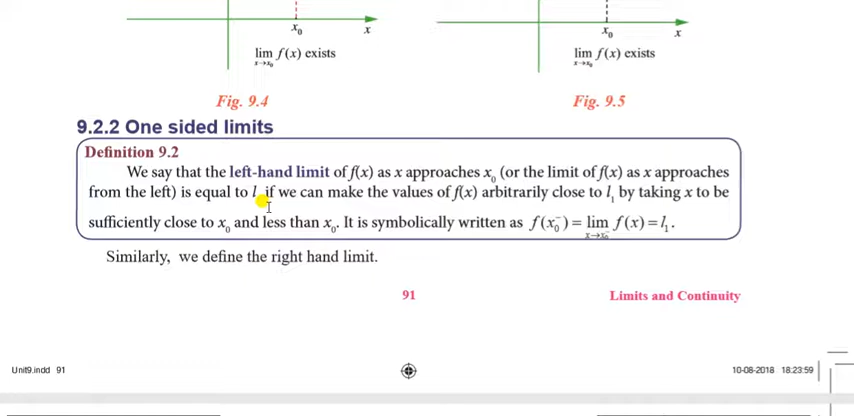 x₀ x
x₀ x
lim f(x) exists
x→x₀
lim f(x) exists
x→x₀
Fig. 9.4
Fig. 9.5
9.2.2 One sided limits
Definition 9.2
We say that the left-hand limit of f(x) as x approaches x₀ (or the limit of f(x) as x approaches
from the left) is equal to l₁ if we can make the values of f(x) arbitrarily close to l₁ by taking x to be
sufficiently close to x₀ and less than x₀. It is symbolically written as f(x₀⁻) = lim f(x) = l₁.
x→x₀⁻
Similarly, we define the right hand limit.
91
Limits and Continuity
Unit9.indd 91
10-08-2018 18:23:59